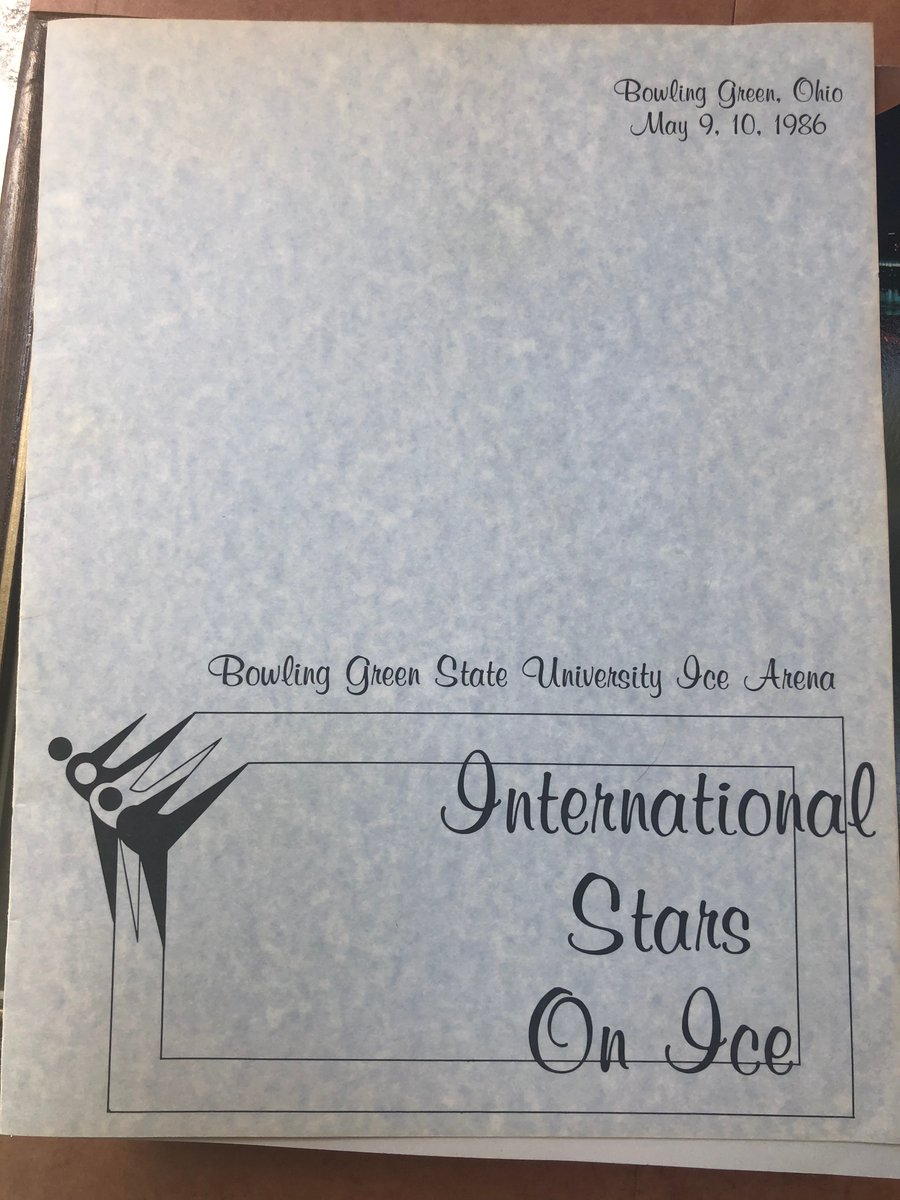 Bowling Green, Ohio
May 9, 10, 1986
Bowling Green State University Ice Arena
International
Stars
On Ice